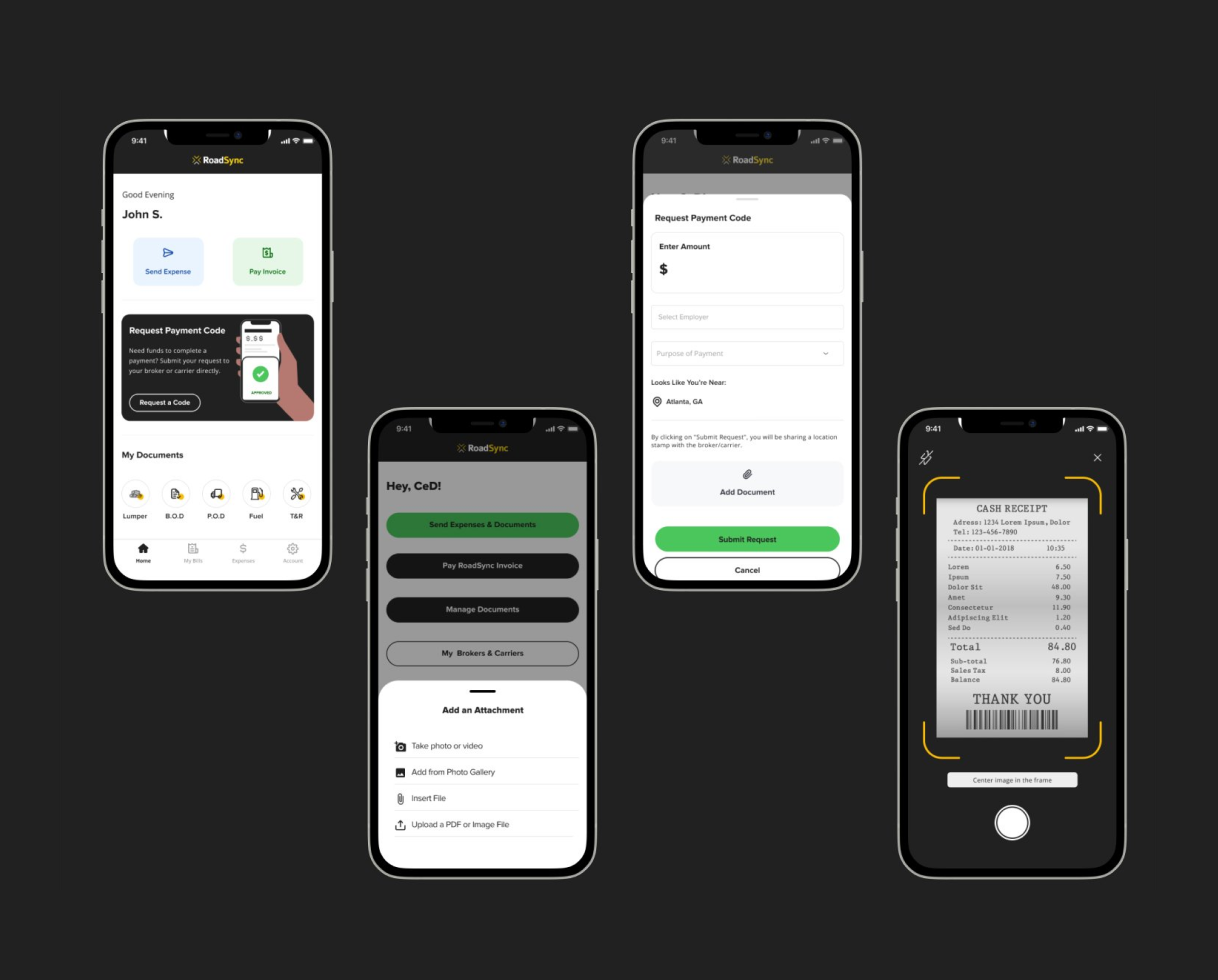 9:41
RoadSync
Good Evening
John S.
Send Expense
Pay Invoice
Request Payment Code
Need funds to complete a
payment? Submit your request to
your broker or carrier directly.
Request a Code
APPROVED
My Documents
Lumper
B.O.D
P.O.D
Fuel
T&R
Home
My Bills
Expenses
Account
9:41
RoadSync
Hey, CeD!
Send Expenses & Documents
Pay RoadSync Invoice
Manage Documents
My Brokers & Carriers
Add an Attachment
Take photo or video
Add from Photo Gallery
Insert File
Upload a PDF or Image File
9:41
RoadSync
Request Payment Code
Enter Amount
$
Select Employer
Purpose of Payment
Looks Like You're Near:
Atlanta, GA
By clicking on "Submit Request", you will be sharing a location
stamp with the broker/carrier.
Add Document
Submit Request
Cancel
9:41
CASH RECEIPT
Adress: 1234 Lorem Ipsum, Dolor
Tel: 123-456-7890
Date: 01-01-2018 10:35
Lorem 6.50
Ipsum 7.50
Dolor Sit 48.00
Amet 9.30
Consectetur 11.90
Adipiscing Elit 1.20
Sed Do 0.40
Total 84.80
Sub-total 76.80
Sales Tax 8.00
Balance 84.80
THANK YOU
Center image in the frame